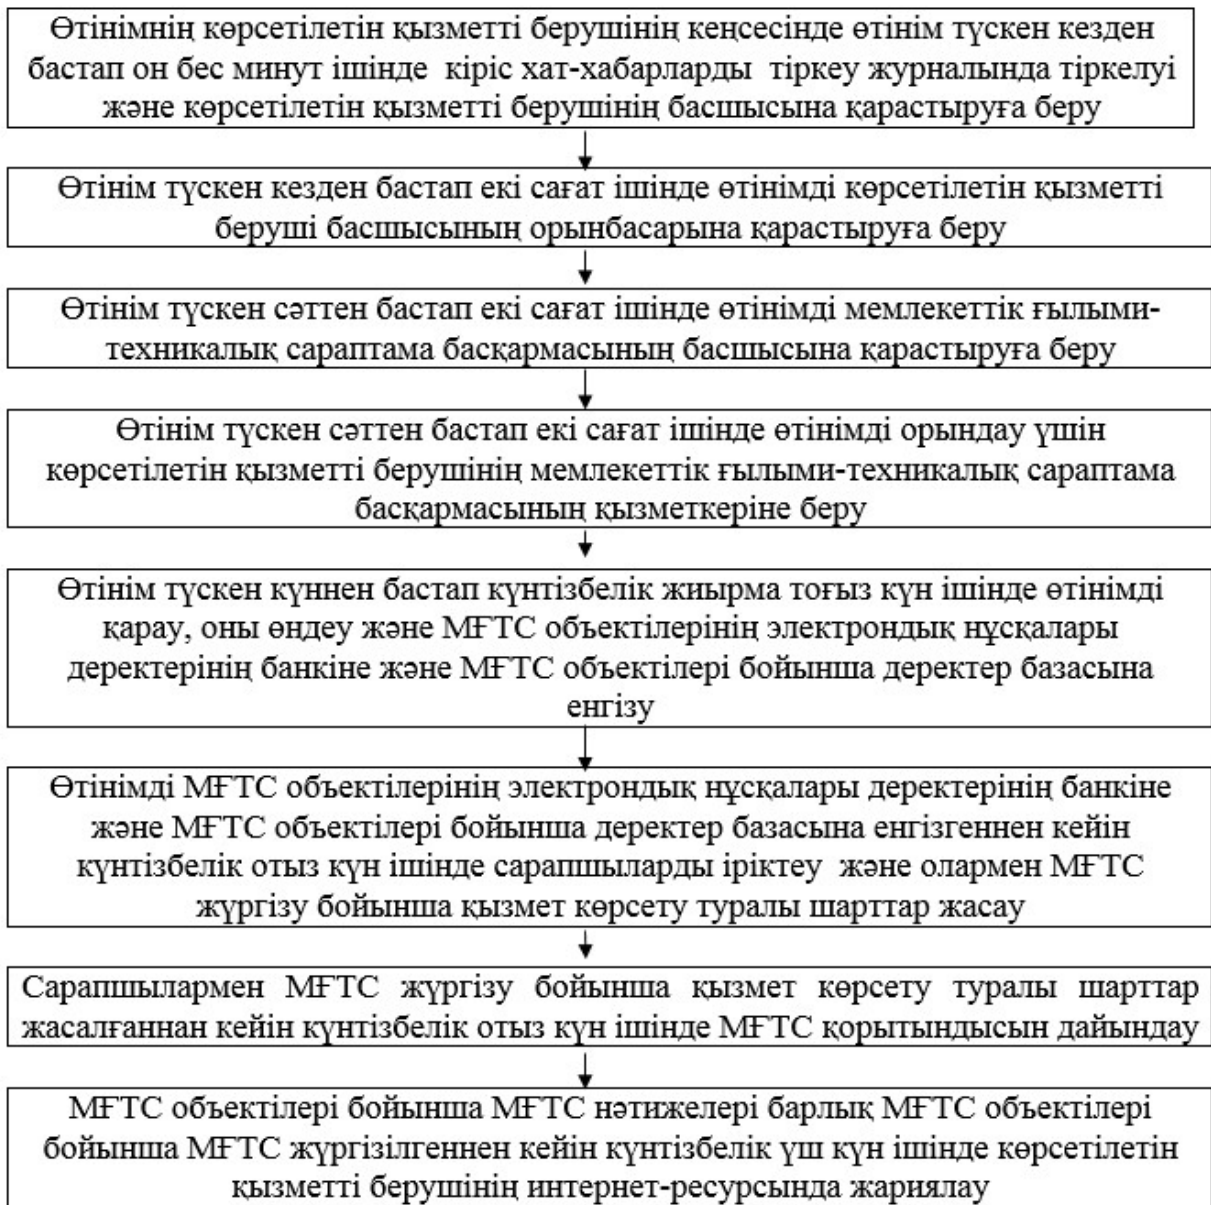 Өтінімнің көрсетілетін қызметті берушінің кеңсесінде өтінім түскен кезден
бастап он бес минут ішінде кіріс хат-хабарларды тіркеу журналында тіркелуі
және көрсетілетін қызметті берушінің басшысына қарастыруға беру
Өтінім түскен кезден бастап екі сағат ішінде өтінімді көрсетілетін қызметті
беруші басшысының орынбасарына қарастыруға беру
Өтінім түскен сәттен бастап екі сағат ішінде өтінімді мемлекеттік ғылыми-
техникалық сараптама басқармасының басшысына қарастыруға беру
Өтінім түскен сәттен бастап екі сағат ішінде өтінімді орындау үшін
көрсетілетін қызметті берушінің мемлекеттік ғылыми-техникалық сараптама
басқармасының қызметкеріне беру
Өтінім түскен күннен бастап күнтізбелік жиырма тоғыз күн ішінде өтінімді
қарау, оны өңдеу және МҒТС объектілерінің электрондық нұсқалары
деректерінің банкіне және МҒТС объектілері бойынша деректер базасына
енгізу
Өтінімді МҒТС объектілерінің электрондық нұсқалары деректерінің банкіне
және МҒТС объектілері бойынша деректер базасына енгізгеннен кейін
күнтізбелік отыз күн ішінде сарапшыларды іріктеу және олармен МҒТС
жүргізу бойынша қызмет көрсету туралы шарттар жасау
Сарапшылармен МҒТС жүргізу бойынша қызмет көрсету туралы шарттар
жасалғаннан кейін күнтізбелік отыз күн ішінде МҒТС қорытындысын дайындау
МҒТС объектілері бойынша МҒТС нәтижелері барлық МҒТС объектілері
бойынша МҒТС жүргізілгеннен кейін күнтізбелік үш күн ішінде көрсетілетін
қызметті берушінің интернет-ресурсында жариялау